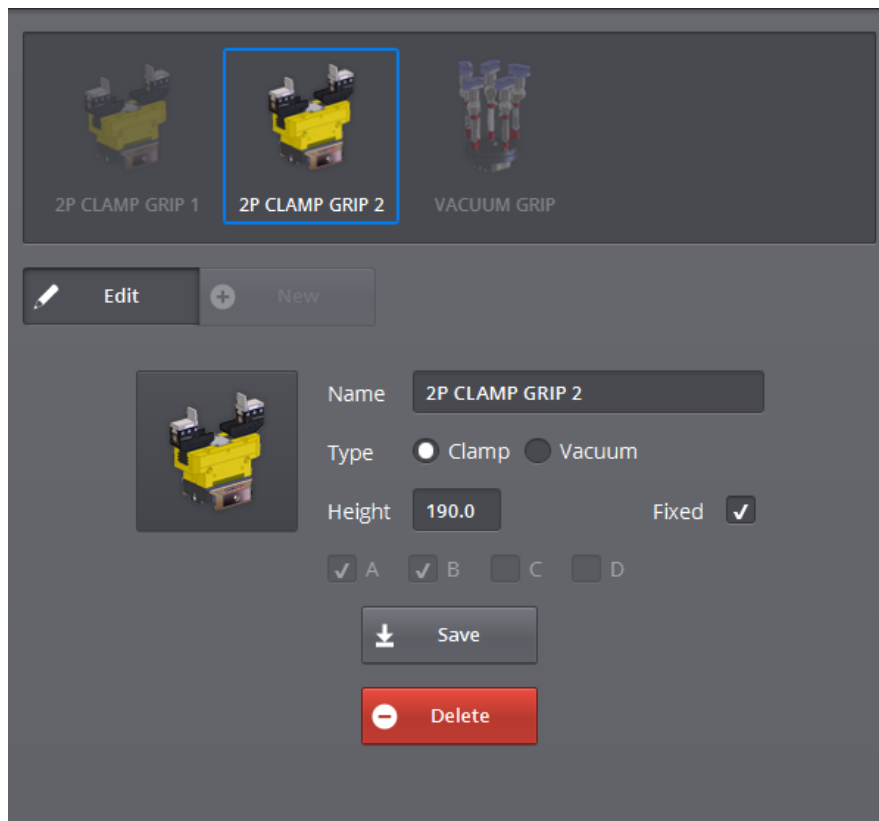 2P CLAMP GRIP 1 2P CLAMP GRIP 2 VACUUM GRIP
Edit New
Name 2P CLAMP GRIP 2
Type Clamp Vacuum
Height 190.0 Fixed
A B C D
Save
Delete